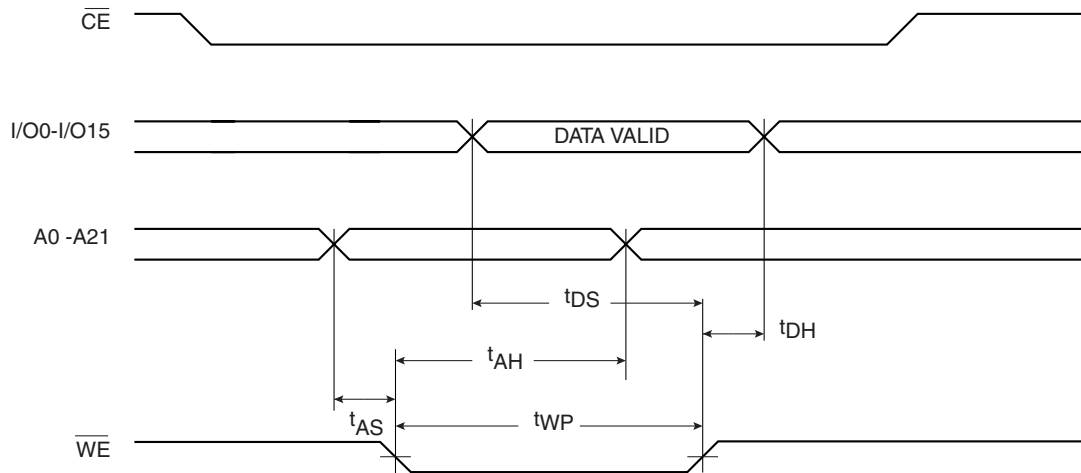 CE
I/O0-I/O15
DATA VALID
A0 -A21
tDS
tDH
tAH
tAS
tWP
WE